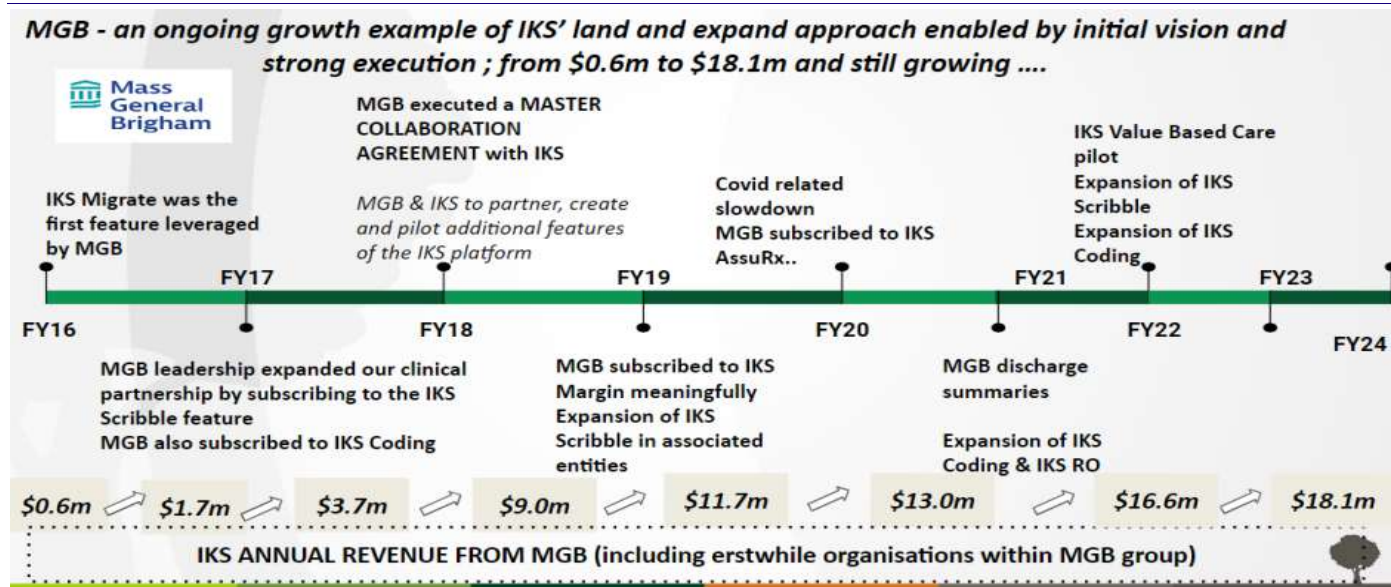 MGB - an ongoing growth example of IKS' land and expand approach enabled by initial vision and
strong execution ; from $0.6m to $18.1m and still growing ....
Mass
General
Brigham
IKS Migrate was the
first feature leveraged
by MGB
MGB executed a MASTER
COLLABORATION
AGREEMENT with IKS
MGB & IKS to partner, create
and pilot additional features
of the IKS platform
Covid related
slowdown
MGB subscribed to IKS
AssuRx..
IKS Value Based Care
pilot
Expansion of IKS
Scribble
Expansion of IKS
Coding
FY17
FY19
FY21
FY23
FY16
FY18
FY20
FY22
FY24
MGB leadership expanded our clinical
partnership by subscribing to the IKS
Scribble feature
MGB also subscribed to IKS Coding
MGB subscribed to IKS
Margin meaningfully
Expansion of IKS
Scribble in associated
entities
MGB discharge
summaries
Expansion of IKS
Coding & IKS RO
$0.6m
$1.7m
$3.7m
$9.0m
$11.7m
$13.0m
$16.6m
$18.1m
IKS ANNUAL REVENUE FROM MGB (including erstwhile organisations within MGB group)